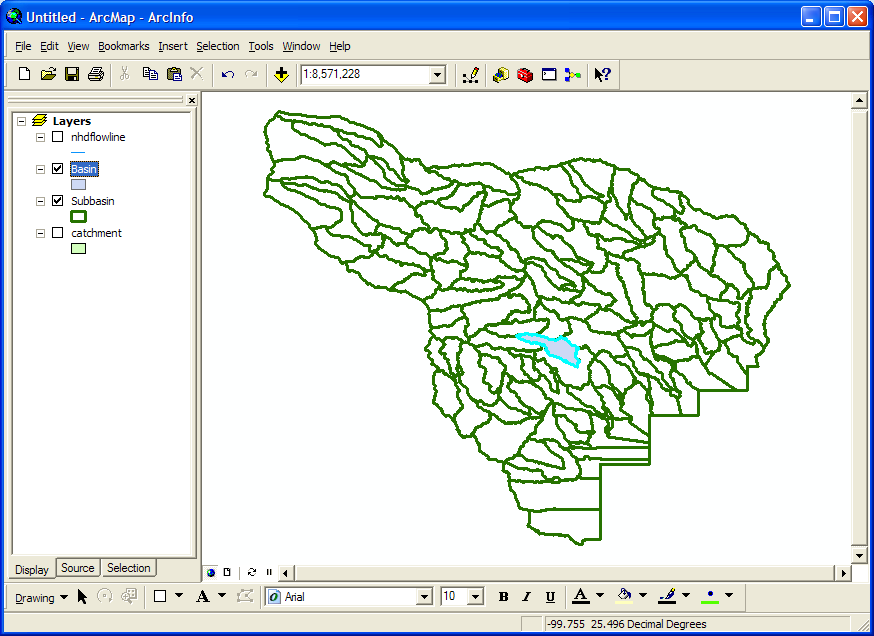 Untitled - ArcMap - ArcInfo
File Edit View Bookmarks Insert Selection Tools Window Help
1:8,571,228
Layers
nhdflowline
Basin
Subbasin
catchment
Display Source Selection
Drawing A Arial 10 B I U A
-99.755 25.496 Decimal Degrees